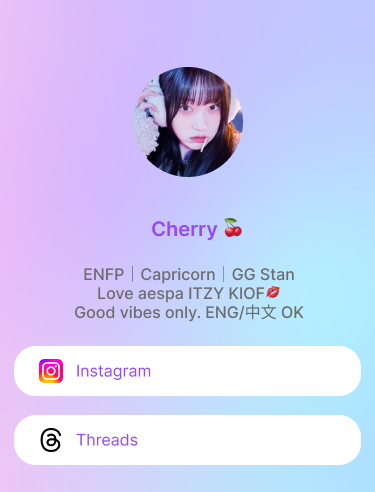 Cherry 🍒
ENFP｜Capricorn｜GG Stan
Love aespa ITZY KIOF💋
Good vibes only. ENG/中文 OK
Instagram
Threads